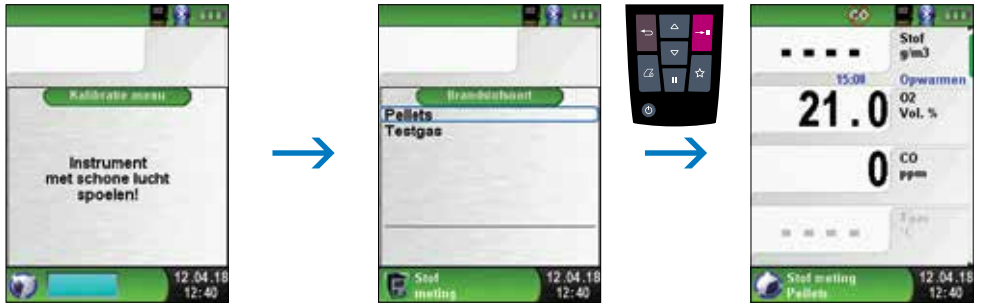 Kalibratie menu
Instrument
met schone lucht
spoelen!
12.04.18
12:40
Brandstofsoort
Pellets
Testgas
Stof
meting
12.04.18
12:40
CO
- - - -
Stof
g/m3
15:00
Opwarmen
21.0
O2
Vol. %
0
CO
ppm
- - - -
°C
Stof meting
Pellets
12.04.18
12:40